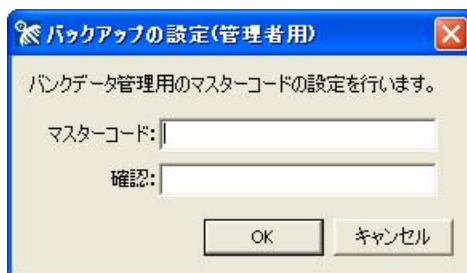 バックアップの設定(管理者用)
バンクデータ管理用のマスターコードの設定を行います。
マスターコード:
確認:
OK キャンセル